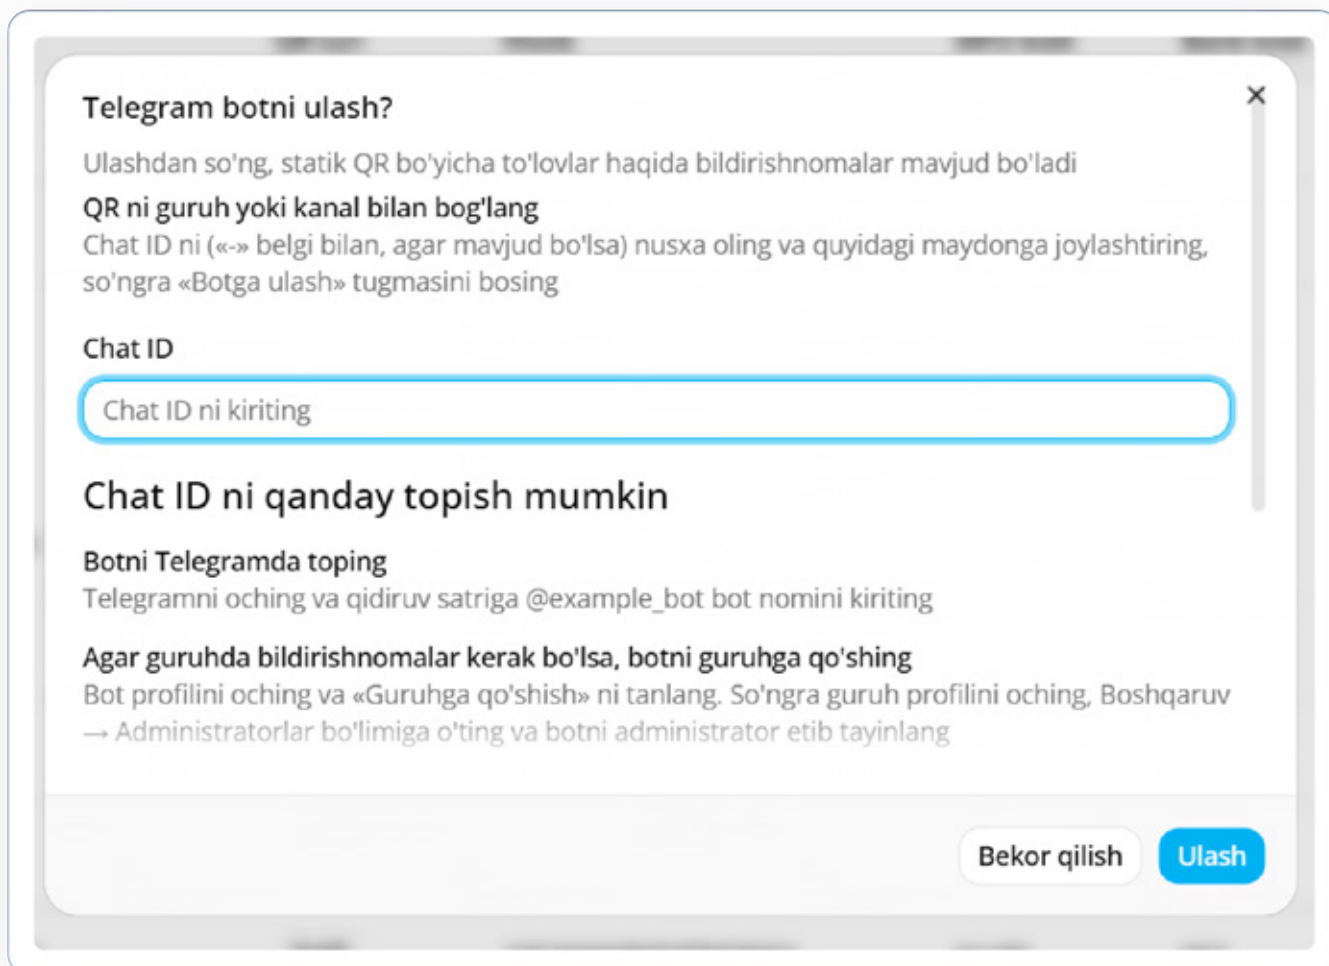 Telegram botni ulash?
Ulashdan so'ng, statik QR bo'yicha to'lovlar haqida bildirishnomalar mavjud bo'ladi
QR ni guruh yoki kanal bilan bog'lang
Chat ID ni («-» belgi bilan, agar mavjud bo'lsa) nusxa oling va quyidagi maydonga joylashtiring,
so'ngra «Botga ulash» tugmasini bosing
Chat ID
Chat ID ni kiriting
Chat ID ni qanday topish mumkin
Botni Telegramda toping
Telegramni oching va qidiruv satriga @example_bot bot nomini kiriting
Agar guruhda bildirishnomalar kerak bo'lsa, botni guruhga qo'shing
Bot profilini oching va «Guruhga qo'shish» ni tanlang. So'ngra guruh profilini oching, Boshqaruv
→ Administratorlar bo'limiga o'ting va botni administrator etib tayinlang
Bekor qilish
Ulash